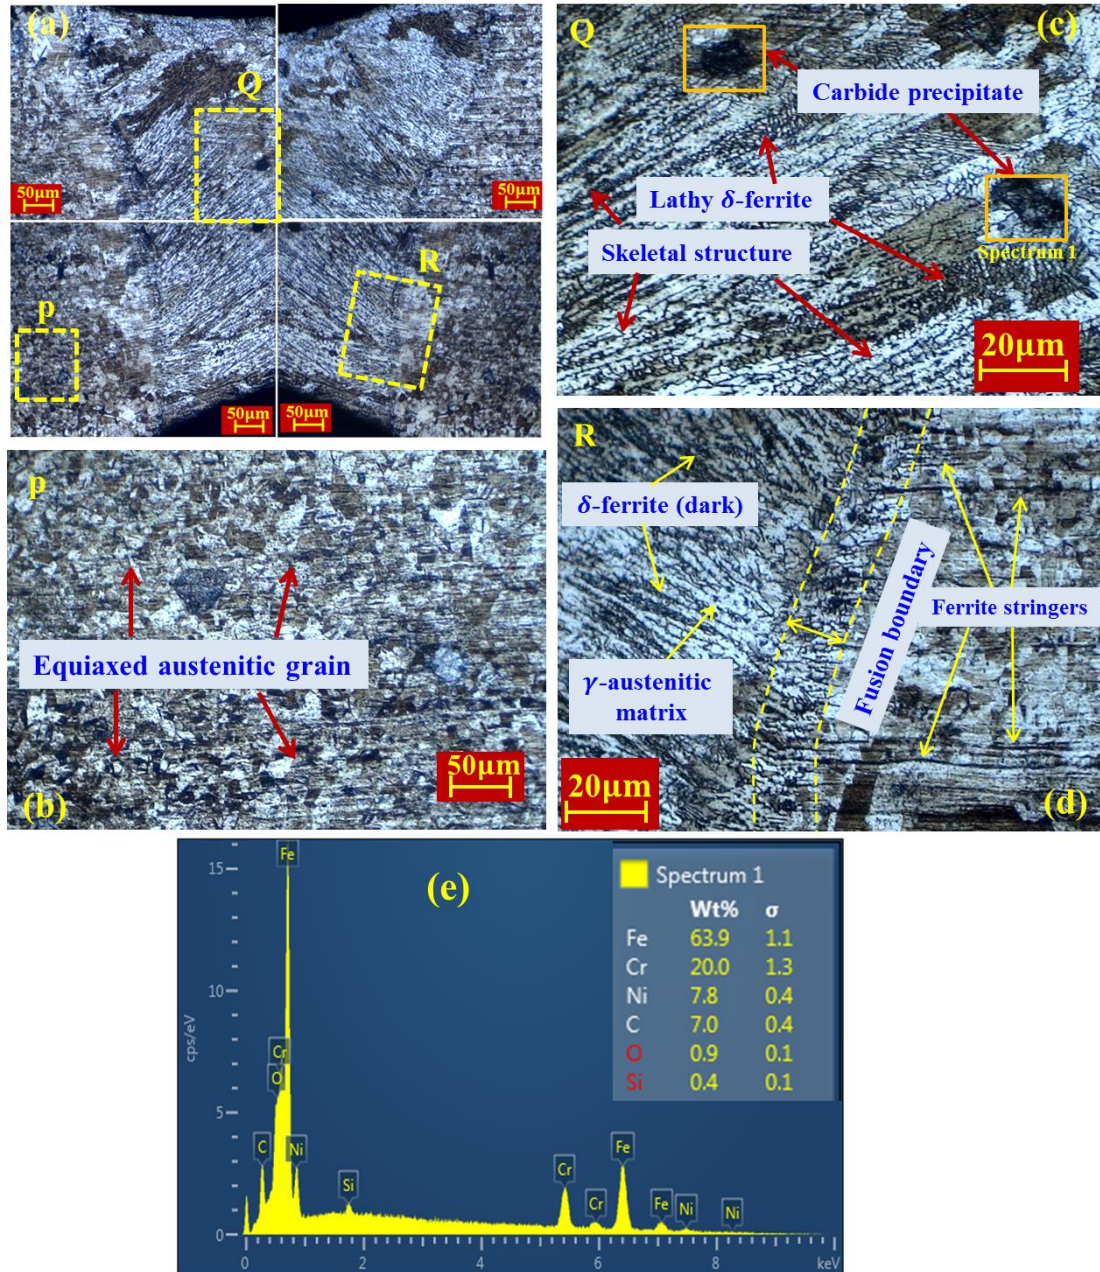 (a)
Q
50µm
50µm
R
p
50µm
50µm
Q
(c)
Carbide precipitate
Lathy δ-ferrite
Skeletal structure
Spectrum 1
20µm
p
Equiaxed austenitic grain
50µm
(b)
R
δ-ferrite (dark)
γ-austenitic
matrix
Fusion boundary
Ferrite stringers
20µm
(d)
(e)
Spectrum 1
Wt% σ
Fe 63.9 1.1
Cr 20.0 1.3
Ni 7.8 0.4
C 7.0 0.4
O 0.9 0.1
Si 0.4 0.1
cps/eV
15
10
5
0
Fe
Cr
O
C
Ni
Si
Cr
Cr
Fe
Fe
Ni
Ni
0 2 4 6 8 keV